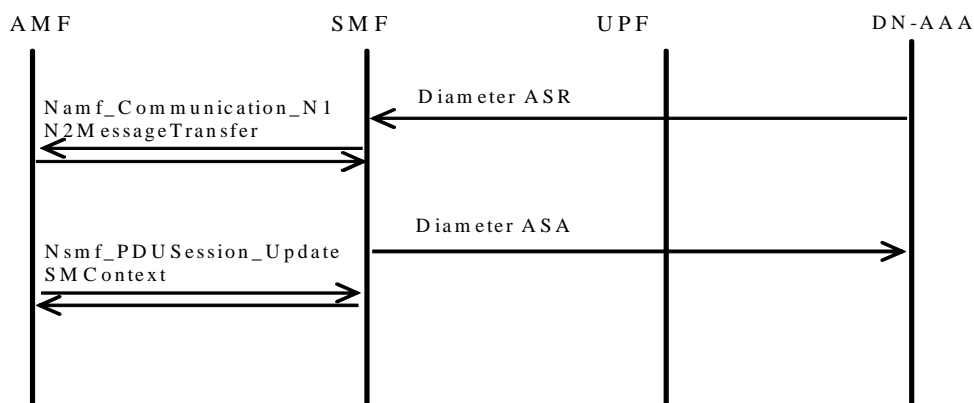 AMF
SMF
UPF
DN-AAA
Diameter ASR
Namf_Communication_N1
N2MessageTransfer
Diameter ASA
Nsmf_PDUSession_Update
SMContext